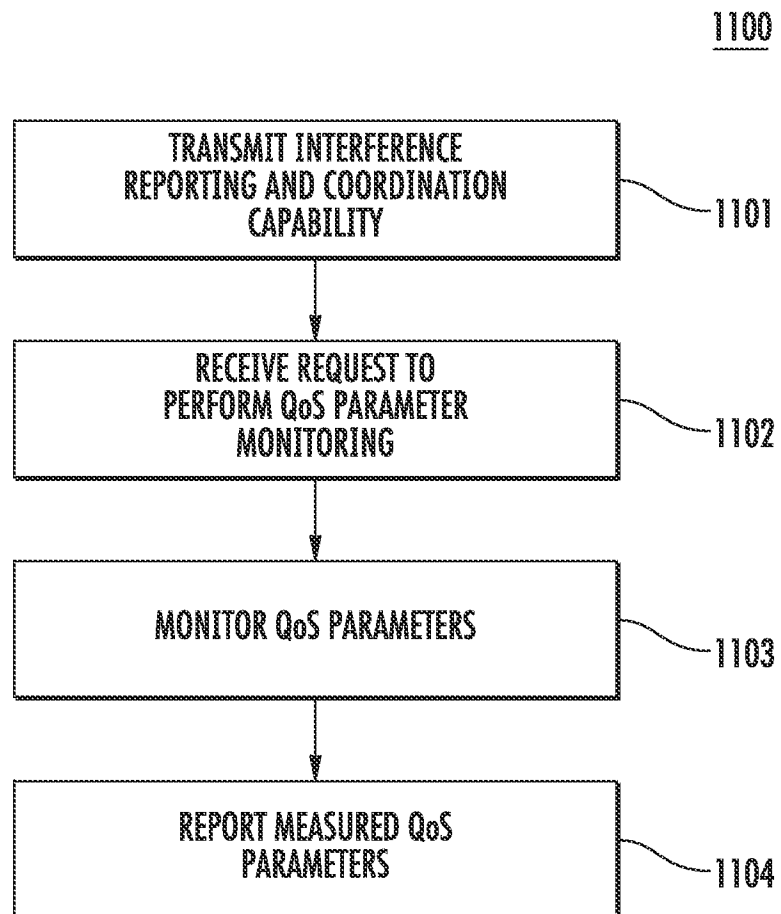 1100
TRANSMIT INTERFERENCE
REPORTING AND COORDINATION
CAPABILITY
1101
RECEIVE REQUEST TO
PERFORM QoS PARAMETER
MONITORING
1102
MONITOR QoS PARAMETERS
1103
REPORT MEASURED QoS
PARAMETERS
1104